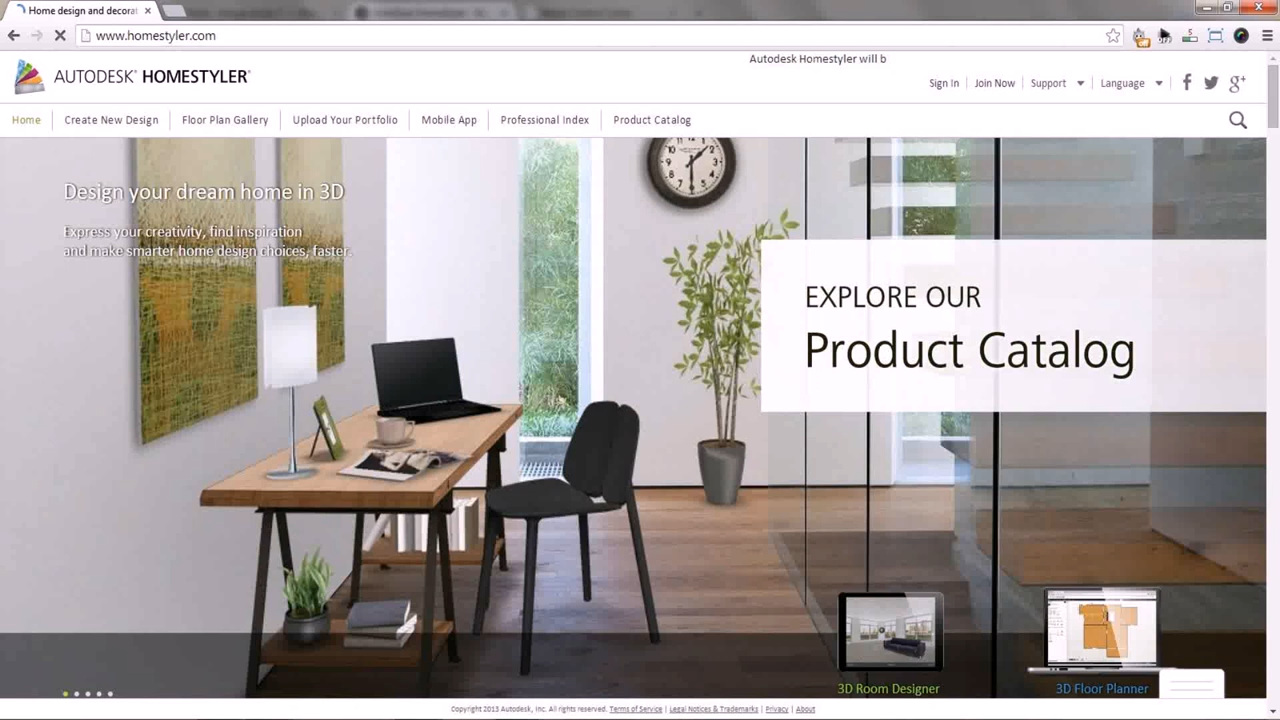 Home design and decorat
www.homestyler.com
AUTODESK® HOMESTYLER®
Autodesk Homestyler will b
Sign In
Join Now
Support
Language
Home
Create New Design
Floor Plan Gallery
Upload Your Portfolio
Mobile App
Professional Index
Product Catalog
Design your dream home in 3D
Express your creativity, find inspiration
and make smarter home design choices, faster.
EXPLORE OUR
Product Catalog
3D Room Designer
3D Floor Planner
Copyright 2013 Autodesk, Inc. All rights reserved. Terms of Service | Legal Notices & Trademarks | Privacy | About